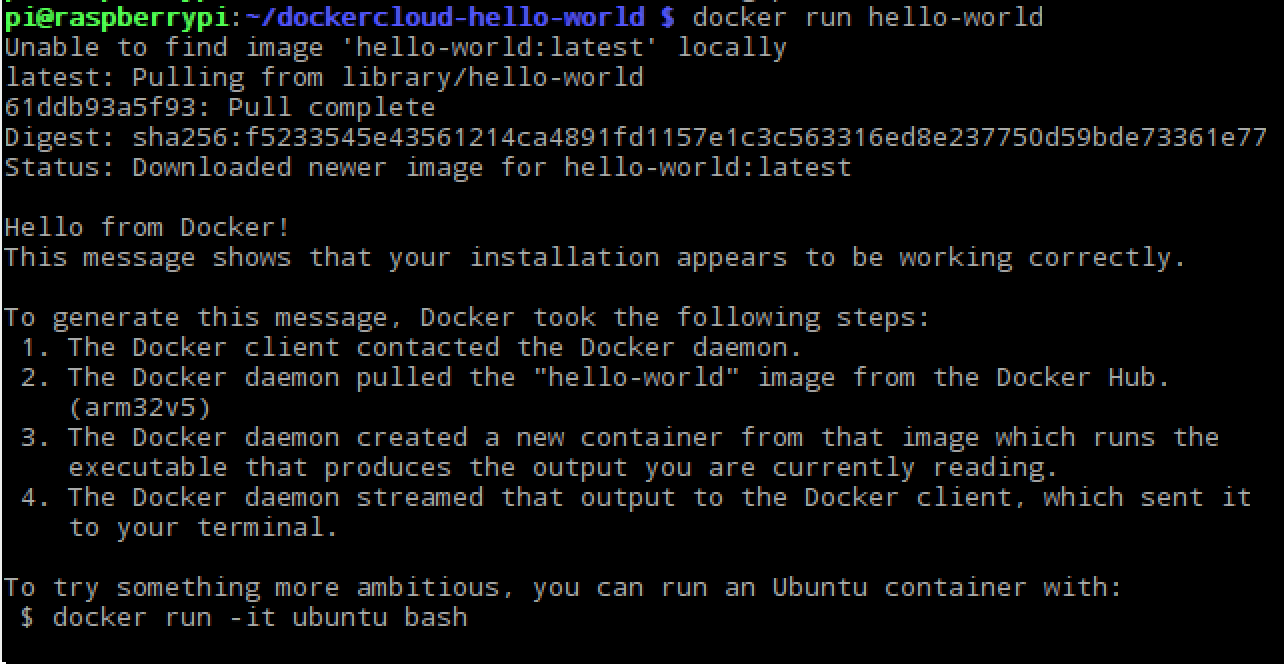 pi@raspberrypi:~/dockercloud-hello-world $ docker run hello-world
Unable to find image 'hello-world:latest' locally
latest: Pulling from library/hello-world
61ddb93a5f93: Pull complete
Digest: sha256:f5233545e43561214ca4891fd1157e1c3c563316ed8e237750d59bde73361e77
Status: Downloaded newer image for hello-world:latest

Hello from Docker!
This message shows that your installation appears to be working correctly.

To generate this message, Docker took the following steps:
 1. The Docker client contacted the Docker daemon.
 2. The Docker daemon pulled the "hello-world" image from the Docker Hub.
    (arm32v5)
 3. The Docker daemon created a new container from that image which runs the
    executable that produces the output you are currently reading.
 4. The Docker daemon streamed that output to the Docker client, which sent it
    to your terminal.

To try something more ambitious, you can run an Ubuntu container with:
 $ docker run -it ubuntu bash